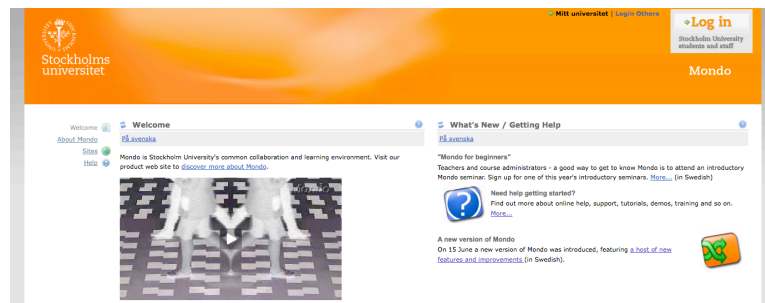 Mitt universitet | Login Others
Log in
Stockholm University
students and staff
Stockholms
universitet
Mondo
Welcome
About Mondo
Sites
Help
Welcome
På svenska
Mondo is Stockholm University's common collaboration and learning environment. Visit our
product web site to discover more about Mondo.
What's New / Getting Help
På svenska
"Mondo for beginners"
Teachers and course administrators - a good way to get to know Mondo is to attend an introductory
Mondo seminar. Sign up for one of this year's introductory seminars. More... (in Swedish)
Need help getting started?
Find out more about online help, support, tutorials, demos, training and so on.
More...
A new version of Mondo
On 15 June a new version of Mondo was introduced, featuring a host of new
features and improvements (in Swedish).